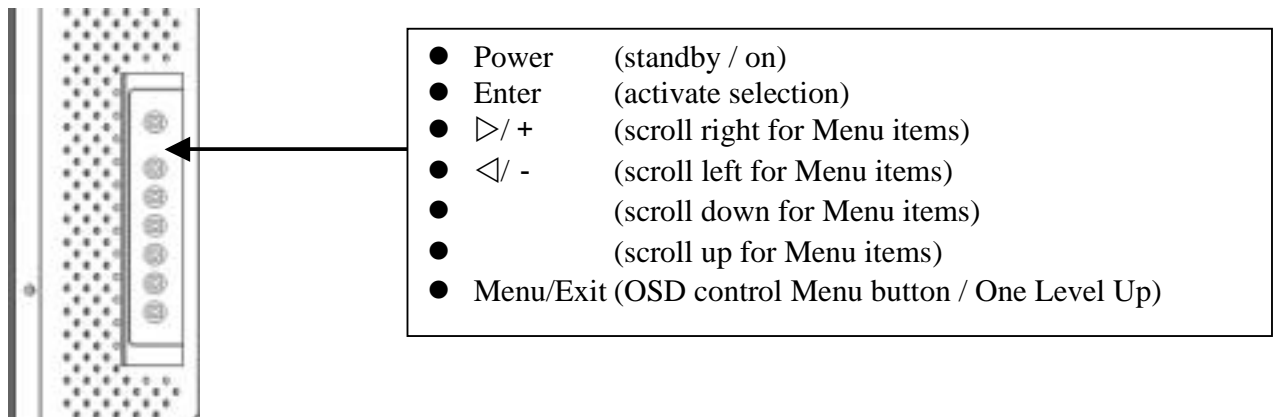 ● Power (standby / on)
● Enter (activate selection)
● ▷/ + (scroll right for Menu items)
● ◁/ - (scroll left for Menu items)
● (scroll down for Menu items)
● (scroll up for Menu items)
● Menu/Exit (OSD control Menu button / One Level Up)